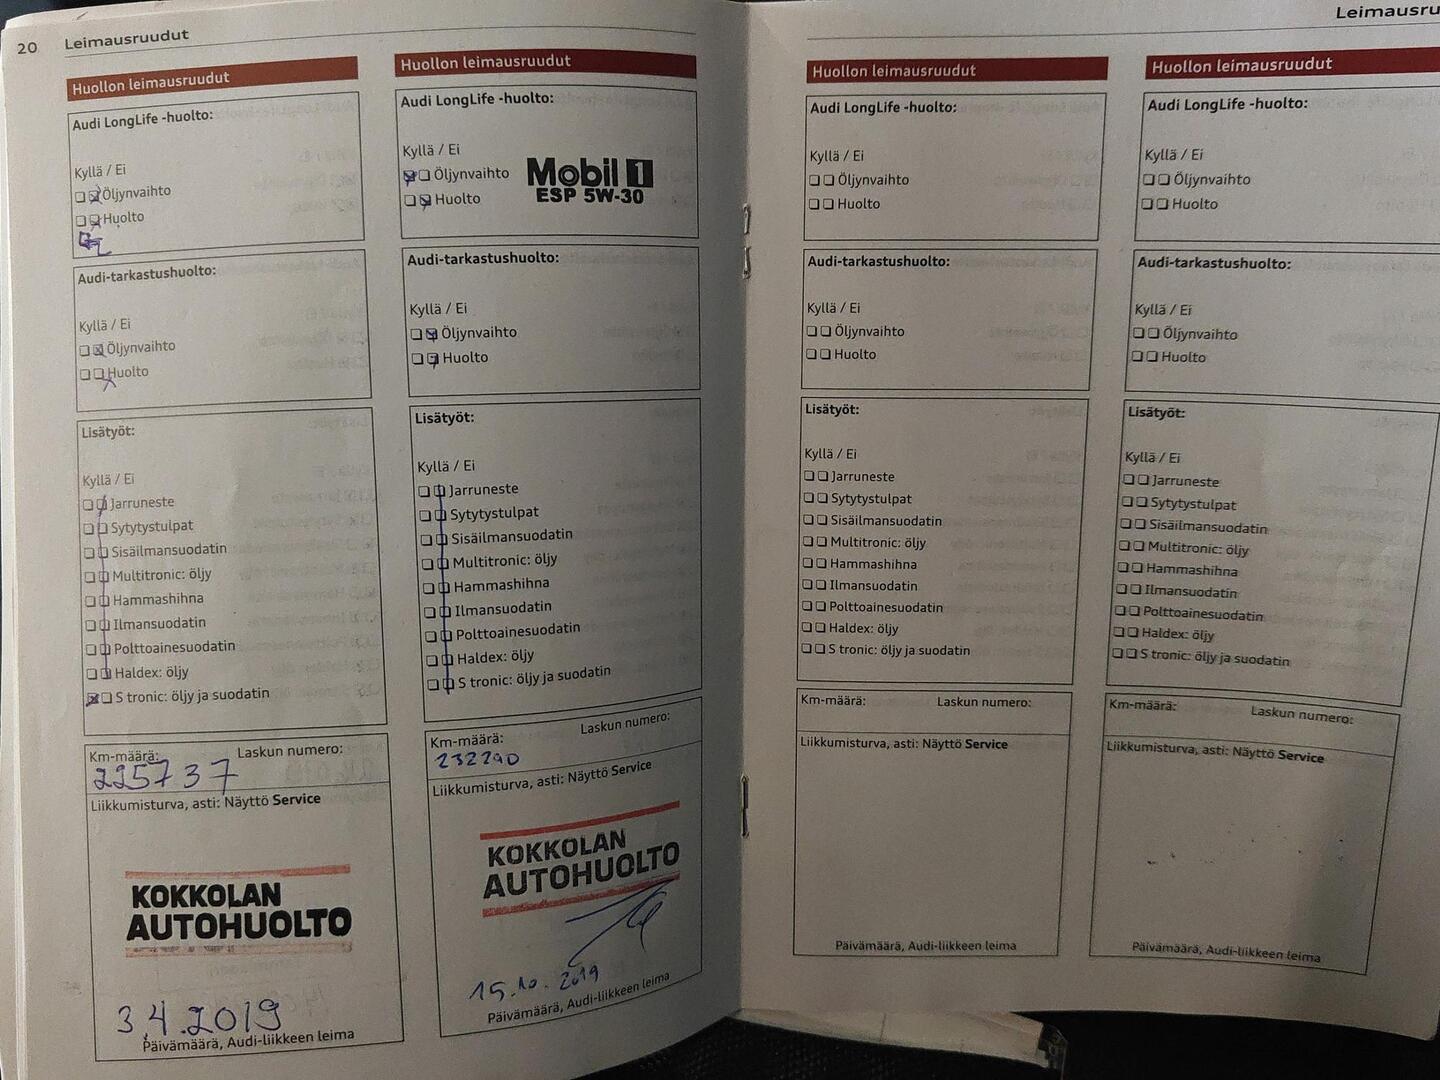 20 Leimausruudut
Huollon leimausruudut
Audi LongLife -huolto:
Kyllä / Ei
Öljynvaihto
Huolto
Audi-tarkastushuolto:
Kyllä / Ei
Öljynvaihto
Huolto
Lisätyöt:
Kyllä / Ei
Jarruneste
Sytytystulpat
Sisäilmansuodatin
Multitronic: öljy
Hammashihna
Ilmansuodatin
Polttoainesuodatin
Haldex: öljy
S tronic: öljy ja suodatin
Km-määrä: Laskun numero:
225737
Liikkumisturva, asti: Näyttö Service
KOKKOLAN
AUTOHUOLTO
3.4.2019
Päivämäärä, Audi-liikkeen leima
Huollon leimausruudut
Audi LongLife -huolto:
Kyllä / Ei
Öljynvaihto
Huolto
Mobil 1
ESP 5W-30
Audi-tarkastushuolto:
Kyllä / Ei
Öljynvaihto
Huolto
Lisätyöt:
Kyllä / Ei
Jarruneste
Sytytystulpat
Sisäilmansuodatin
Multitronic: öljy
Hammashihna
Ilmansuodatin
Polttoainesuodatin
Haldex: öljy
S tronic: öljy ja suodatin
Km-määrä: Laskun numero:
232290
Liikkumisturva, asti: Näyttö Service
KOKKOLAN
AUTOHUOLTO
15.10.2019
Päivämäärä, Audi-liikkeen leima
Leimausru
Huollon leimausruudut
Audi LongLife -huolto:
Kyllä / Ei
Öljynvaihto
Huolto
Audi-tarkastushuolto:
Kyllä / Ei
Öljynvaihto
Huolto
Lisätyöt:
Kyllä / Ei
Jarruneste
Sytytystulpat
Sisäilmansuodatin
Multitronic: öljy
Hammashihna
Ilmansuodatin
Polttoainesuodatin
Haldex: öljy
S tronic: öljy ja suodatin
Km-määrä: Laskun numero:
Liikkumisturva, asti: Näyttö Service
Päivämäärä, Audi-liikkeen leima
Huollon leimausruudut
Audi LongLife -huolto:
Kyllä / Ei
Öljynvaihto
Huolto
Audi-tarkastushuolto:
Kyllä / Ei
Öljynvaihto
Huolto
Lisätyöt:
Kyllä / Ei
Jarruneste
Sytytystulpat
Sisäilmansuodatin
Multitronic: öljy
Hammashihna
Ilmansuodatin
Polttoainesuodatin
Haldex: öljy
S tronic: öljy ja suodatin
Km-määrä: Laskun numero:
Liikkumisturva, asti: Näyttö Service
Päivämäärä, Audi-liikkeen leima